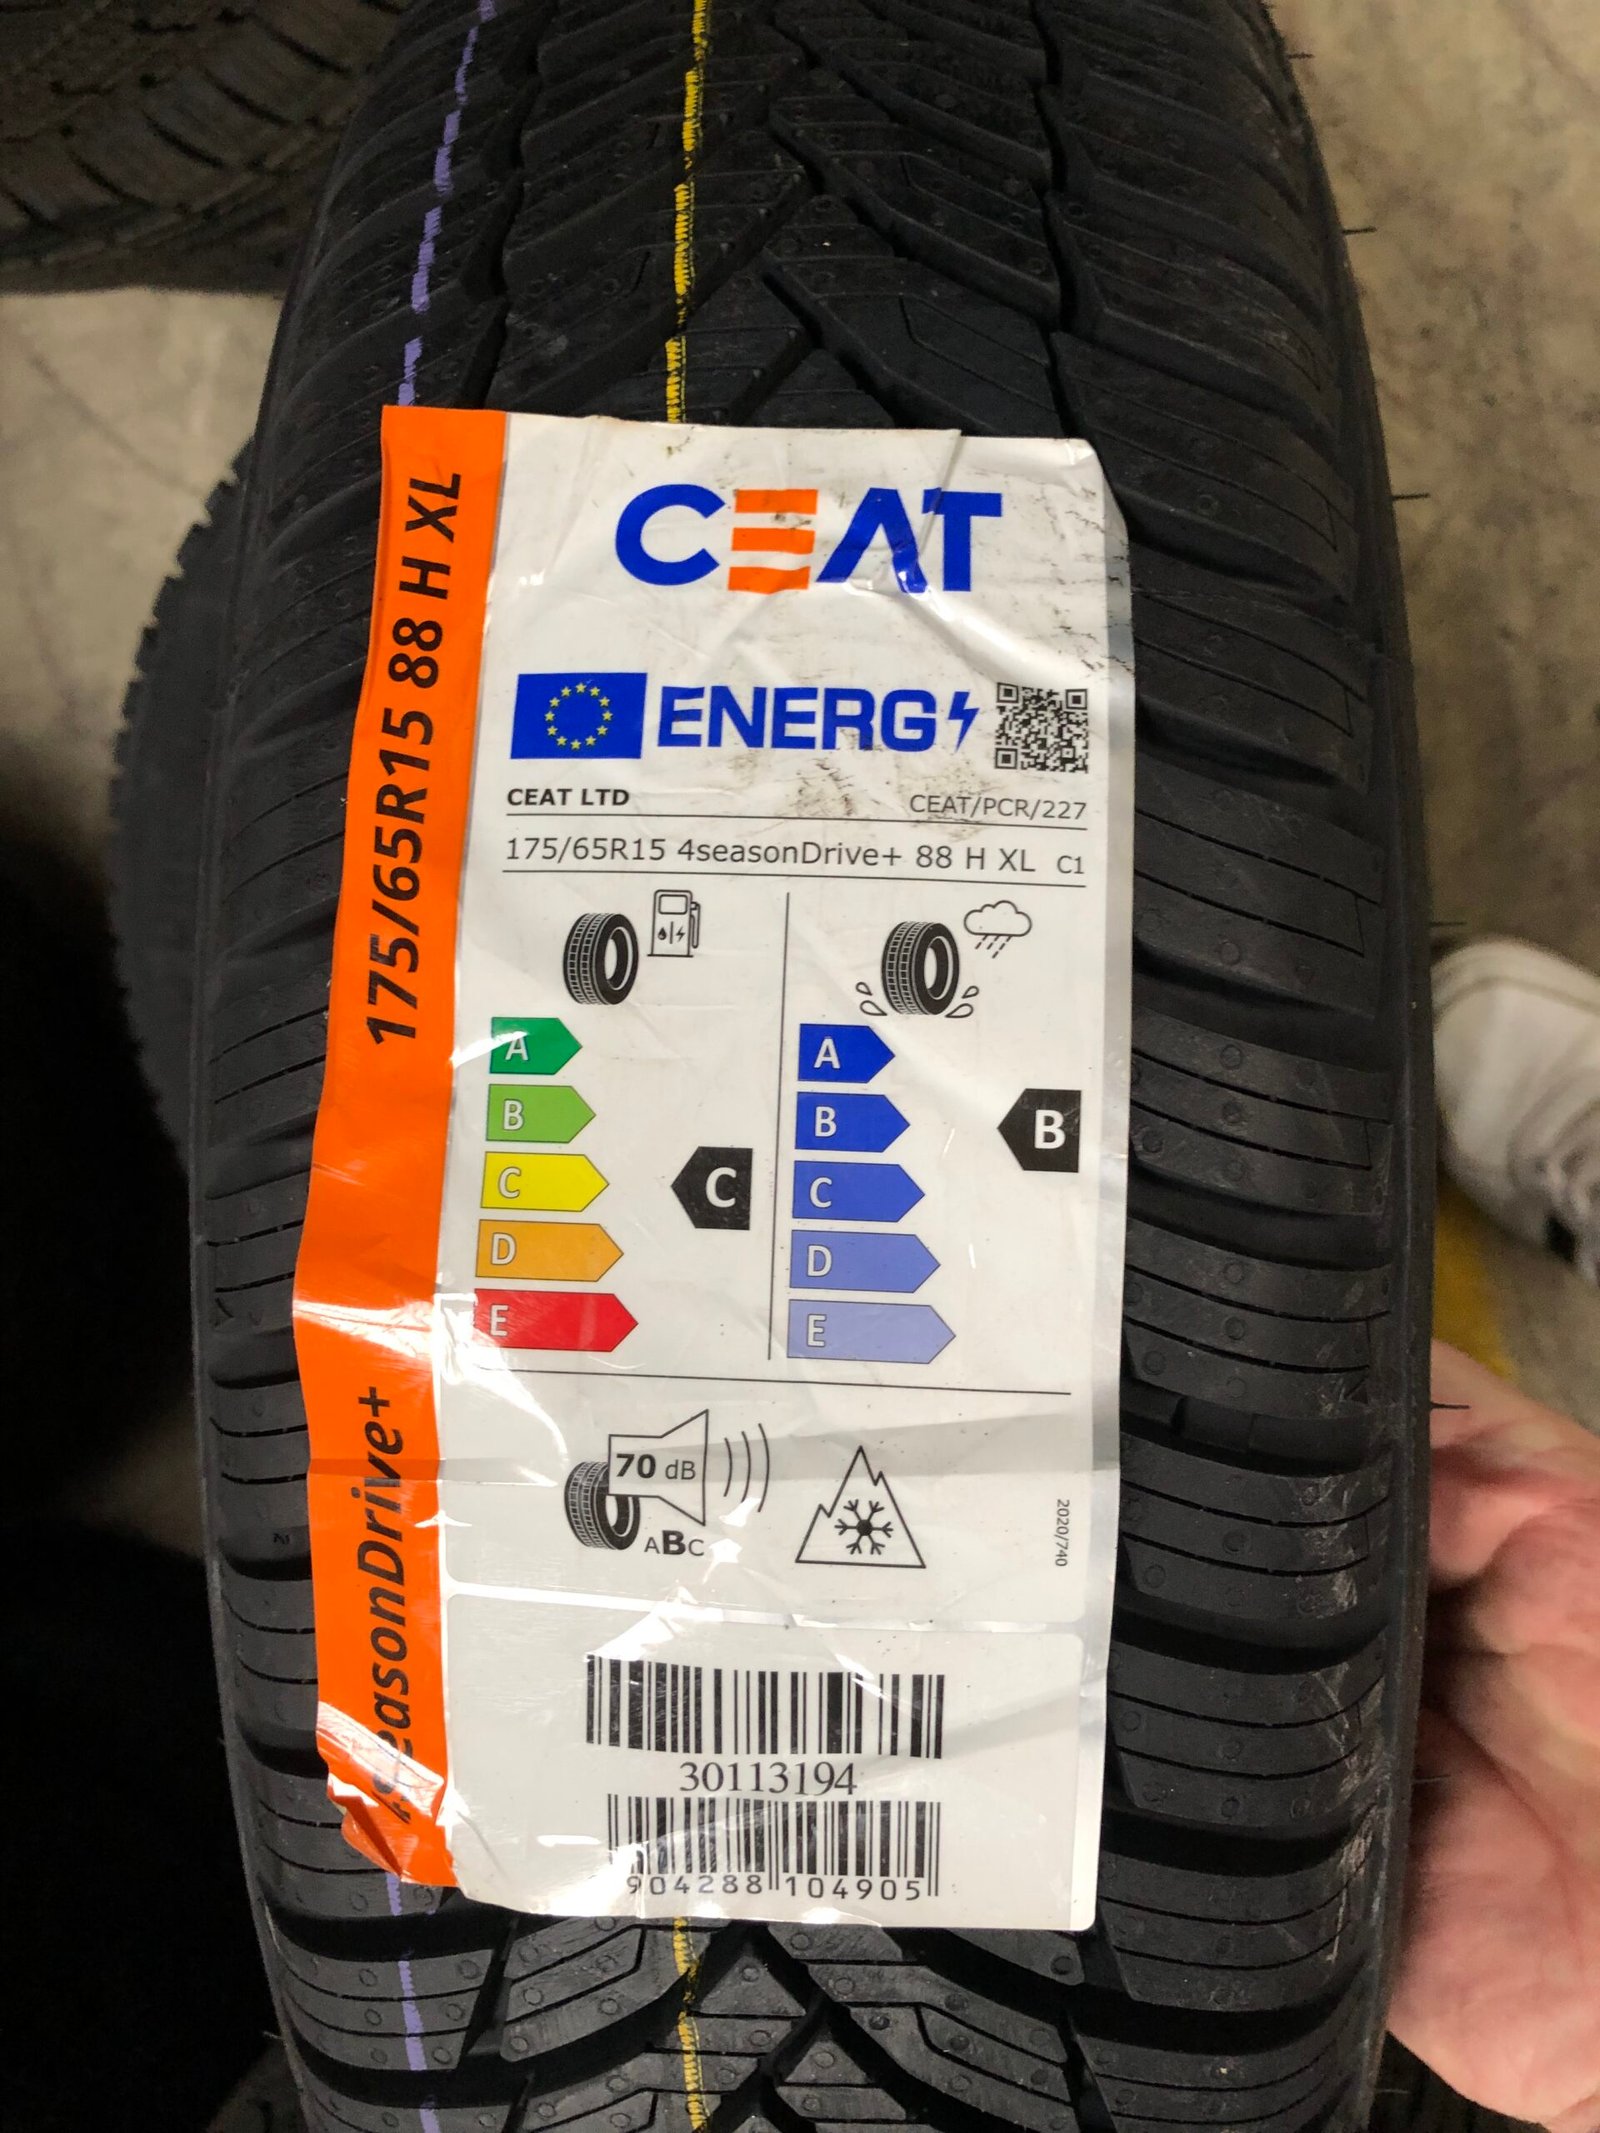 CEAT
ENERG
CEAT LTD
CEAT/PCR/227
175/65R15 4seasonDrive+ 88 H XL C1
A
B
C
D
E
C
A
B
C
D
E
B
70 dB
ABC
2020/740
30113194
904288 104905
175/65R15 88 H XL
4SeasonDrive+